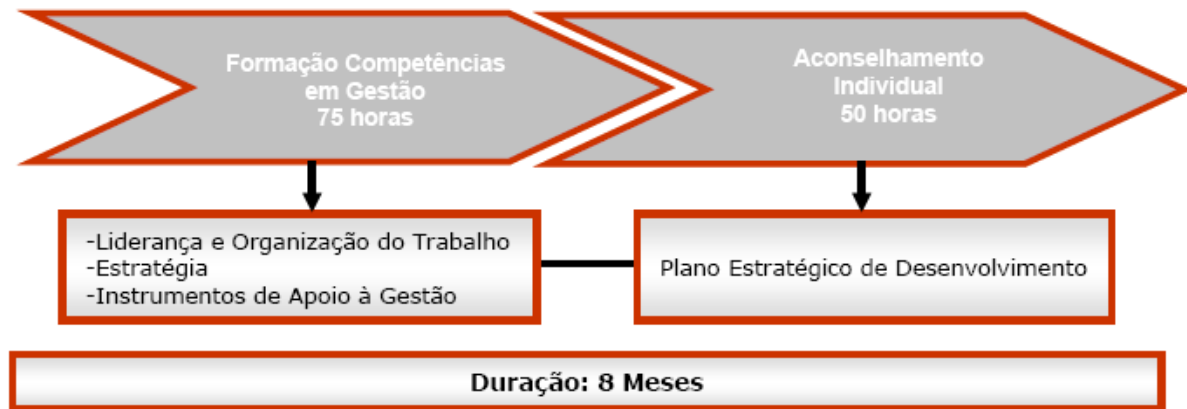 Formação Competências
em Gestão
75 horas
Aconselhamento
Individual
50 horas
-Liderança e Organização do Trabalho
-Estratégia
-Instrumentos de Apoio à Gestão
Plano Estratégico de Desenvolvimento
Duração: 8 Meses